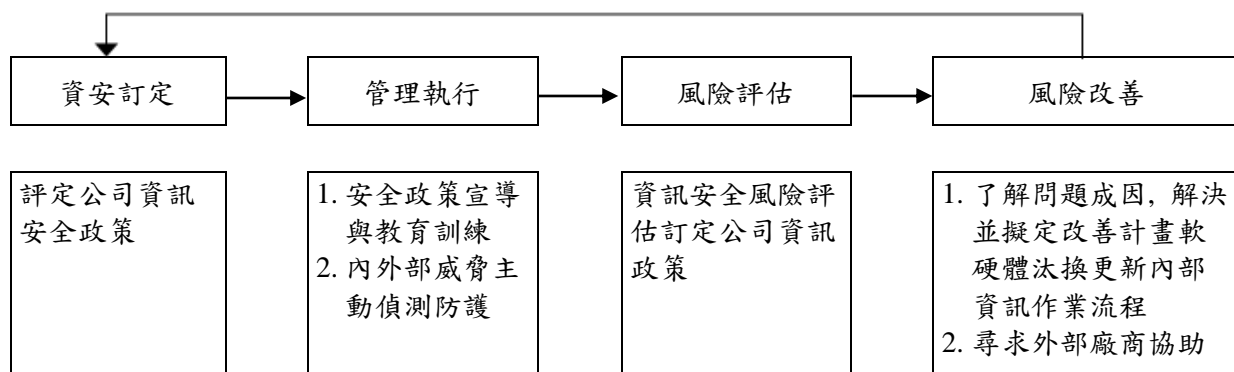 資安訂定
管理執行
風險評估
風險改善
評定公司資訊
安全政策
1. 安全政策宣導
與教育訓練
2. 內外部威脅主
動偵測防護
資訊安全風險評
估訂定公司資訊
政策
1. 了解問題成因, 解決
並擬定改善計畫軟
硬體汰換更新內部
資訊作業流程
2. 尋求外部廠商協助